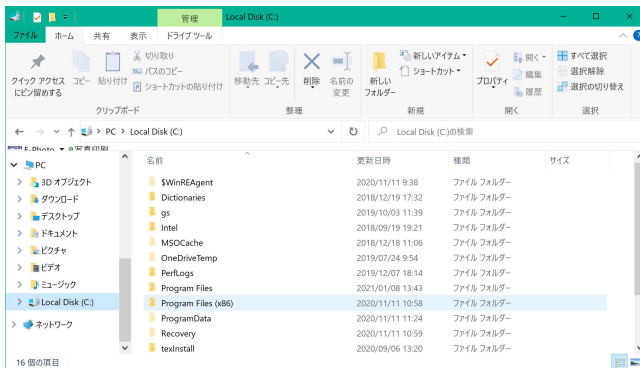 管理
Local Disk (C:)
ファイル ホーム 共有 表示 ドライブ ツール
クイック アクセス にピン留めする
コピー
貼り付け
切り取り
パスのコピー
ショートカットの貼り付け
クリップボード
移動先
コピー先
削除
名前の変更
整理
新しいフォルダー
新しいアイテム
ショートカット
新規
プロパティ
開く
編集
履歴
開く
すべて選択
選択解除
選択の切り替え
選択
PC > Local Disk (C:)
Local Disk (C:)の検索
EPSON E-Photo 写真印刷
名前 更新日時 種類 サイズ
PC
3D オブジェクト
ダウンロード
デスクトップ
ドキュメント
ピクチャ
ビデオ
ミュージック
Local Disk (C:)
ネットワーク
$WinREAgent 2020/11/11 9:38 ファイル フォルダー
Dictionaries 2018/12/19 17:32 ファイル フォルダー
gs 2019/10/03 11:39 ファイル フォルダー
Intel 2018/09/19 19:21 ファイル フォルダー
MSOCache 2018/12/18 11:06 ファイル フォルダー
OneDriveTemp 2019/07/24 9:54 ファイル フォルダー
PerfLogs 2019/12/07 18:14 ファイル フォルダー
Program Files 2021/01/08 13:43 ファイル フォルダー
Program Files (x86) 2020/11/11 10:58 ファイル フォルダー
ProgramData 2020/11/11 11:24 ファイル フォルダー
Recovery 2020/11/11 10:59 ファイル フォルダー
texInstall 2020/09/06 13:20 ファイル フォルダー
16 個の項目